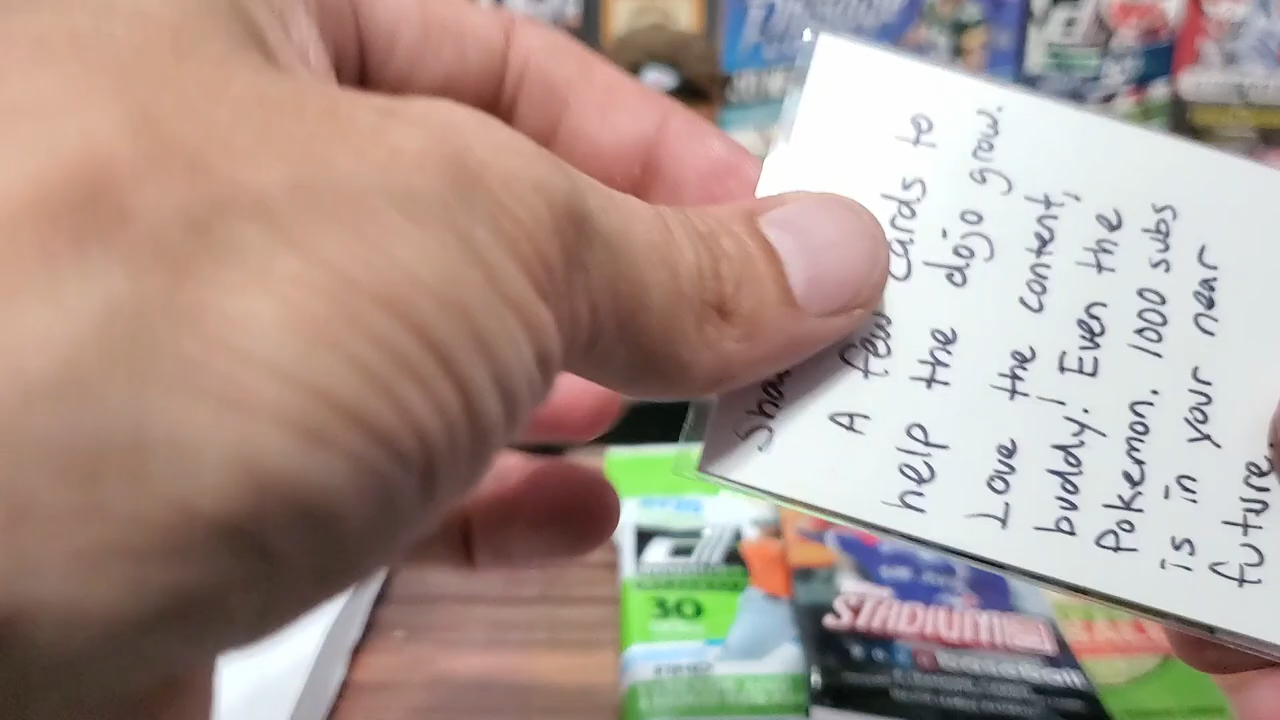 A few cards to
help the dojo grow.
Love the content,
buddy! Even the
Pokemon. 1000 subs
is in your near
future.
30
STADIUM